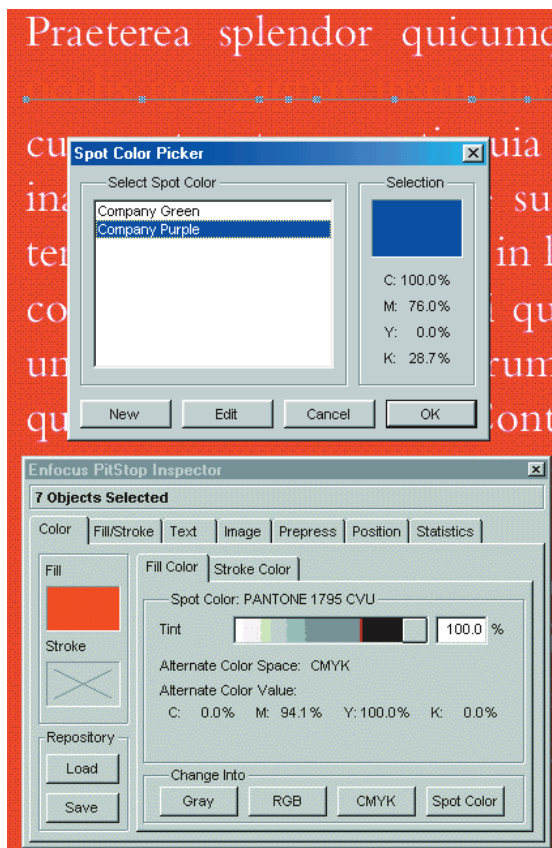 Praeterea splendor
cu uia
Spot Color Picker
Select Spot Color
Selection
Company Green
Company Purple
C: 100.0%
M: 76.0%
Y: 0.0%
K: 28.7%
ina su
ter in
co qu
un rum
New Edit Cancel OK
qu Cont
Enfocus PitStop Inspector
7 Objects Selected
Color Fill/Stroke Text Image Prepress Position Statistics
Fill
Stroke
Fill Color Stroke Color
Spot Color: PANTONE 1795 CVU
Tint 100.0 %
Alternate Color Space: CMYK
Alternate Color Value:
C: 0.0% M: 94.1% Y: 100.0% K: 0.0%
Repository
Load
Save
Change Into
Gray RGB CMYK Spot Color